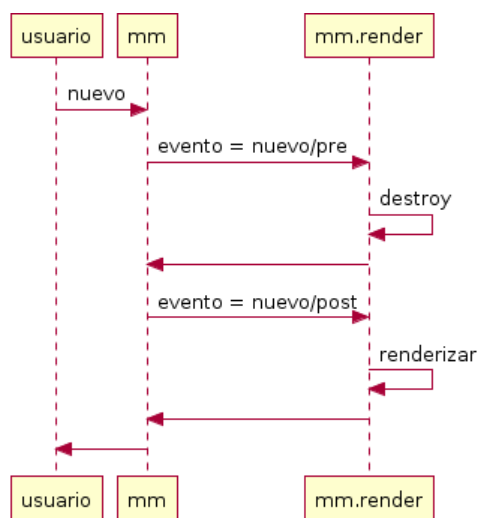 usuario mm mm.render
nuevo
evento = nuevo/pre
destroy
evento = nuevo/post
renderizar
usuario mm mm.render